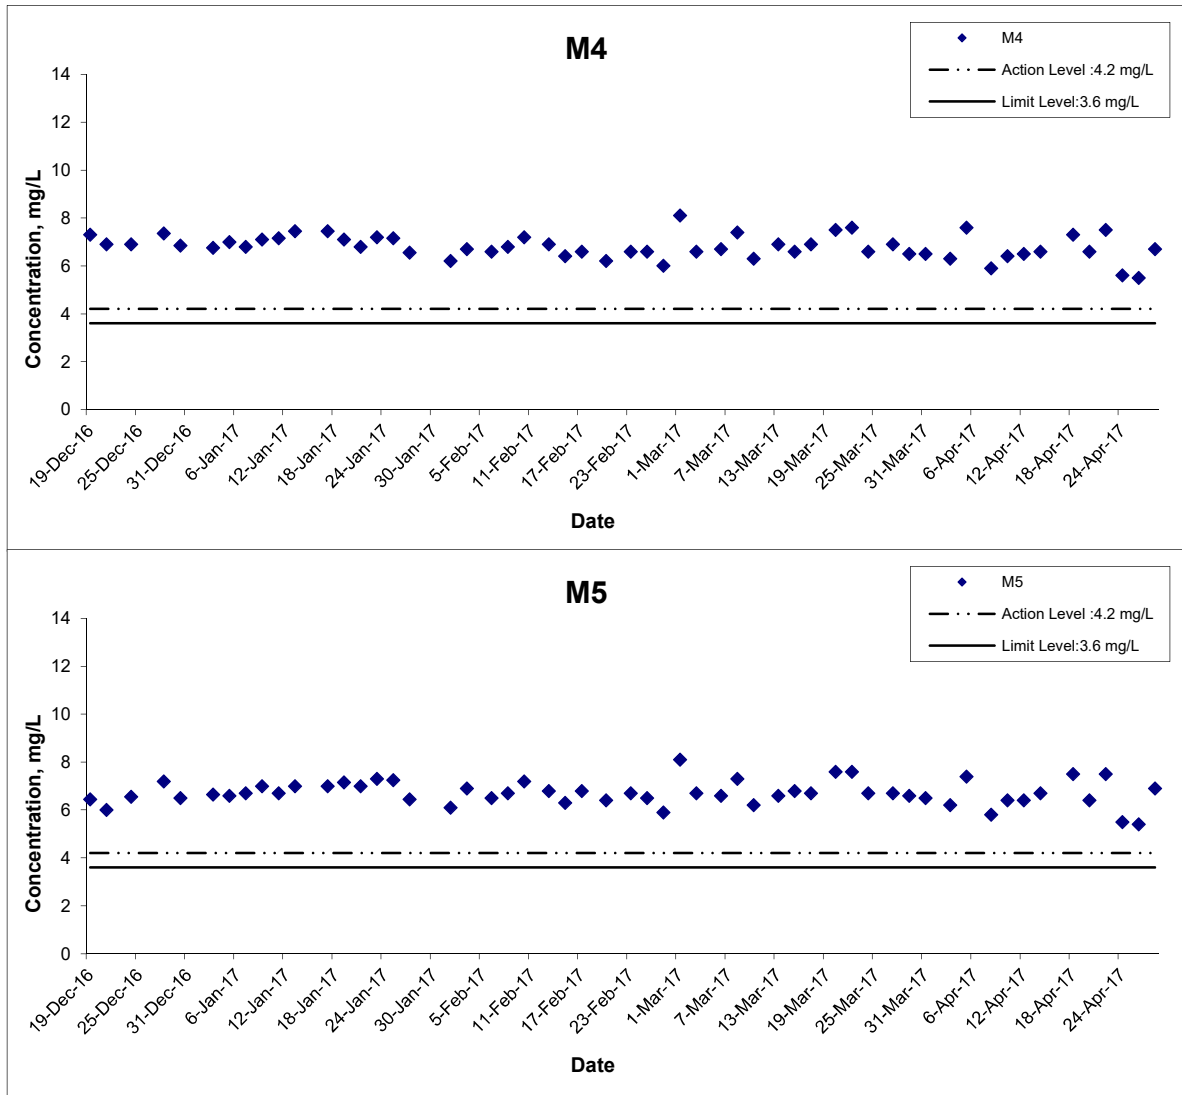 M4
M4
Action Level :4.2 mg/L
Limit Level:3.6 mg/L
14
12
10
8
6
4
2
0
Concentration, mg/L
19-Dec-16
25-Dec-16
31-Dec-16
6-Jan-17
12-Jan-17
18-Jan-17
24-Jan-17
30-Jan-17
5-Feb-17
11-Feb-17
17-Feb-17
23-Feb-17
1-Mar-17
7-Mar-17
13-Mar-17
19-Mar-17
25-Mar-17
31-Mar-17
6-Apr-17
12-Apr-17
18-Apr-17
24-Apr-17
Date
M5
M5
Action Level :4.2 mg/L
Limit Level:3.6 mg/L
14
12
10
8
6
4
2
0
Concentration, mg/L
19-Dec-16
25-Dec-16
31-Dec-16
6-Jan-17
12-Jan-17
18-Jan-17
24-Jan-17
30-Jan-17
5-Feb-17
11-Feb-17
17-Feb-17
23-Feb-17
1-Mar-17
7-Mar-17
13-Mar-17
19-Mar-17
25-Mar-17
31-Mar-17
6-Apr-17
12-Apr-17
18-Apr-17
24-Apr-17
Date